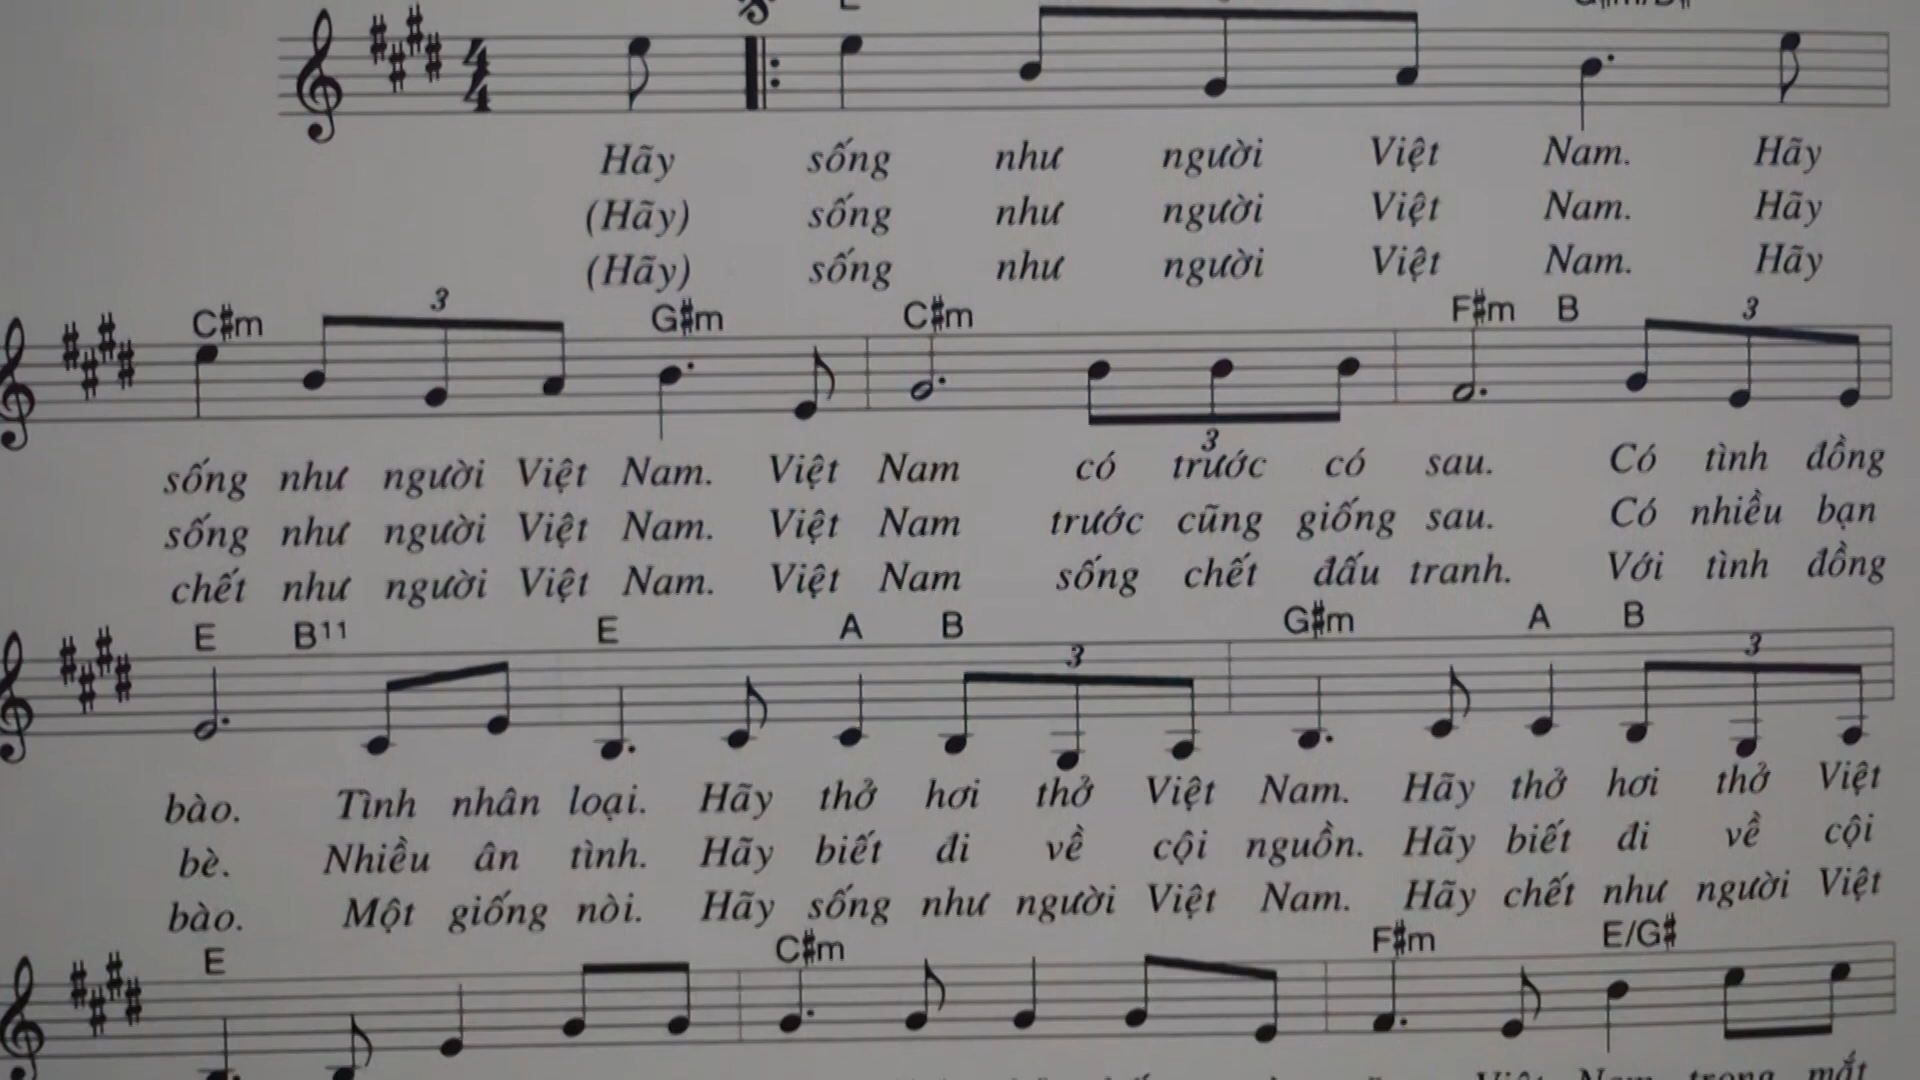 Hãy sống như người Việt Nam. Hãy
(Hãy) sống như người Việt Nam. Hãy
(Hãy) sống như người Việt Nam. Hãy
C#m 3 G#m C#m F#m B 3
3
sống như người Việt Nam. Việt Nam có trước có sau. Có tình đồng
sống như người Việt Nam. Việt Nam trước cũng giống sau. Có nhiều bạn
chết như người Việt Nam. Việt Nam sống chết đấu tranh. Với tình đồng
E B11 E A B 3 G#m A B 3
bào. Tình nhân loại. Hãy thở hơi thở Việt Nam. Hãy thở hơi thở Việt
bè. Nhiều ân tình. Hãy biết đi về cội nguồn. Hãy biết đi về cội
bào. Một giống nòi. Hãy sống như người Việt Nam. Hãy chết như người Việt
E C#m F#m E/G#